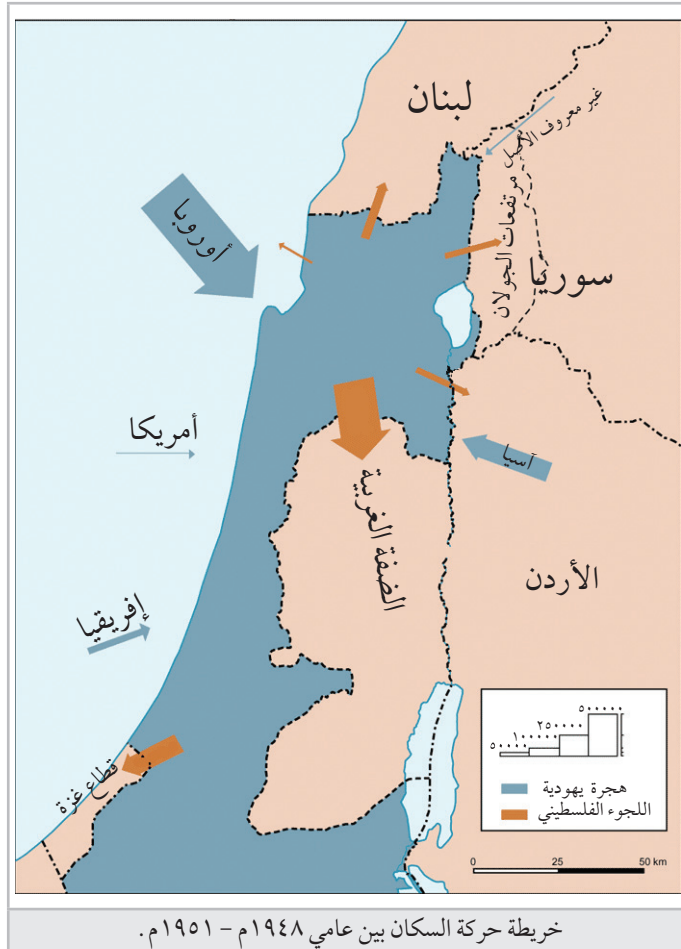 لبنان
غير معروف الأصل
مرتفعات الجولان
سوريا
أوروبا
أمريكا
آسيا
الضفة الغربية
الأردن
إفريقيا
قطاع غزة
٥٠٠٠٠٠
٢٥٠٠٠٠
١٠٠٠٠٠
٥٠٠٠٠
هجرة يهودية
اللجوء الفلسطيني
0 25 50 km
خريطة حركة السكان بين عامي ١٩٤٨م - ١٩٥١م.